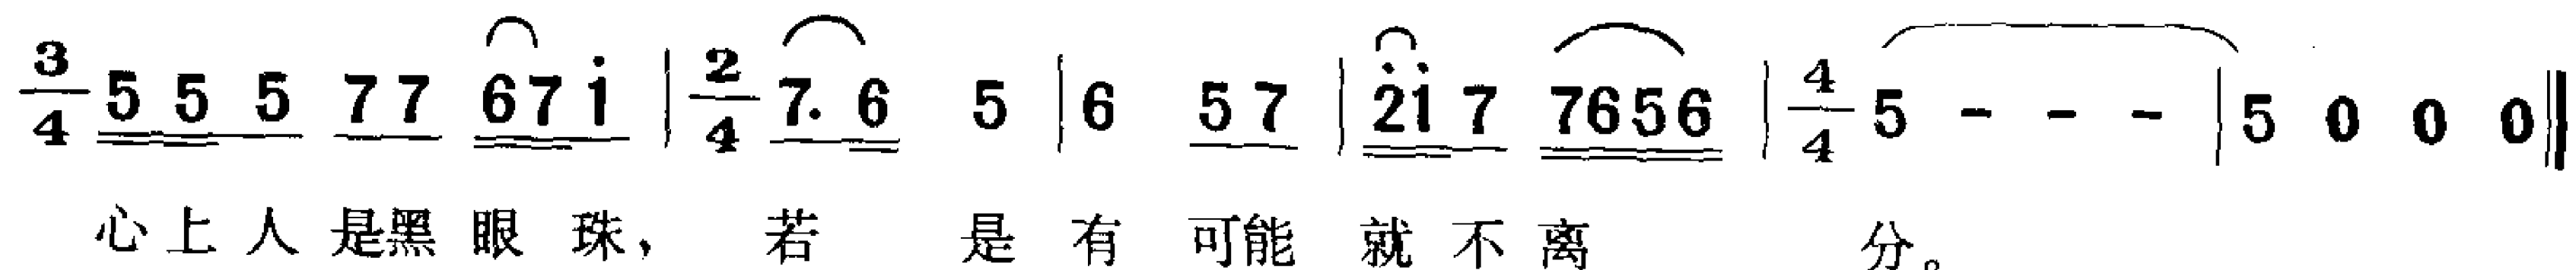 3/4 5 5 5 7 7 6 7 i̇ | 2/4 7. 6 5 | 6 5 7 | 2̇ i̇ 7 7 6 5 6 | 4/4 5 - - - | 5 0 0 0 ‖
心上人是黑眼珠，若是有可能就不离分。